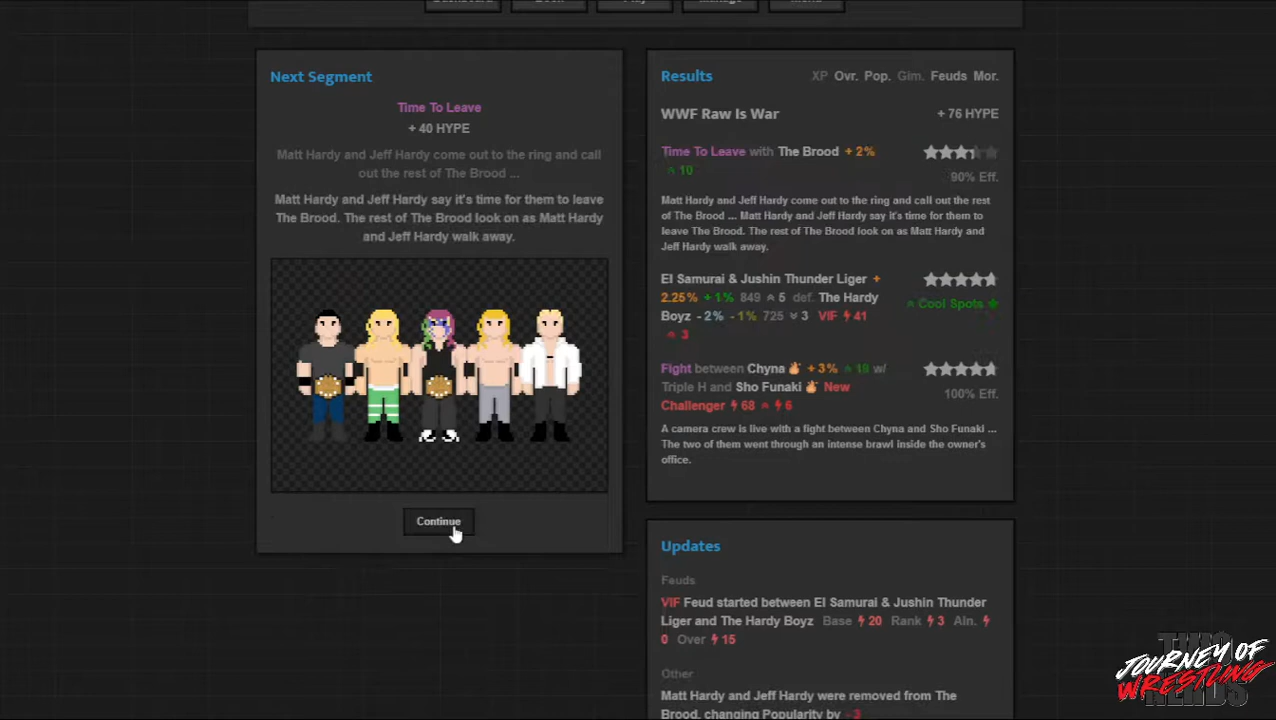 Next Segment
Time To Leave
+ 40 HYPE
Matt Hardy and Jeff Hardy come out to the ring and call
out the rest of The Brood ...
Matt Hardy and Jeff Hardy say it's time for them to leave
The Brood. The rest of The Brood look on as Matt Hardy
and Jeff Hardy walk away.
Continue
Results XP Ovr. Pop. Gim. Feuds Mor.
WWF Raw Is War + 76 HYPE
Time To Leave with The Brood + 2%
10
90% Eff.
Matt Hardy and Jeff Hardy come out to the ring and call out the rest
of The Brood ... Matt Hardy and Jeff Hardy say it's time for them to
leave The Brood. The rest of The Brood look on as Matt Hardy and
Jeff Hardy walk away.
El Samurai & Jushin Thunder Liger +
2.25% + 1% 849 5 def. The Hardy
Boyz - 2% - 1% 725 3 VIF 41
3
Cool Spots +
Fight between Chyna + 3% 18 w/
Triple H and Sho Funaki New
Challenger 68 6
100% Eff.
A camera crew is live with a fight between Chyna and Sho Funaki ...
The two of them went through an intense brawl inside the owner's
office.
Updates
Feuds
VIF Feud started between El Samurai & Jushin Thunder
Liger and The Hardy Boyz Base 20 Rank 3 Aln.
0 Over 15
Other
Matt Hardy and Jeff Hardy were removed from The
Brood, changing Popularity by - 3
JOURNEY OF
WRESTLING
NERDS